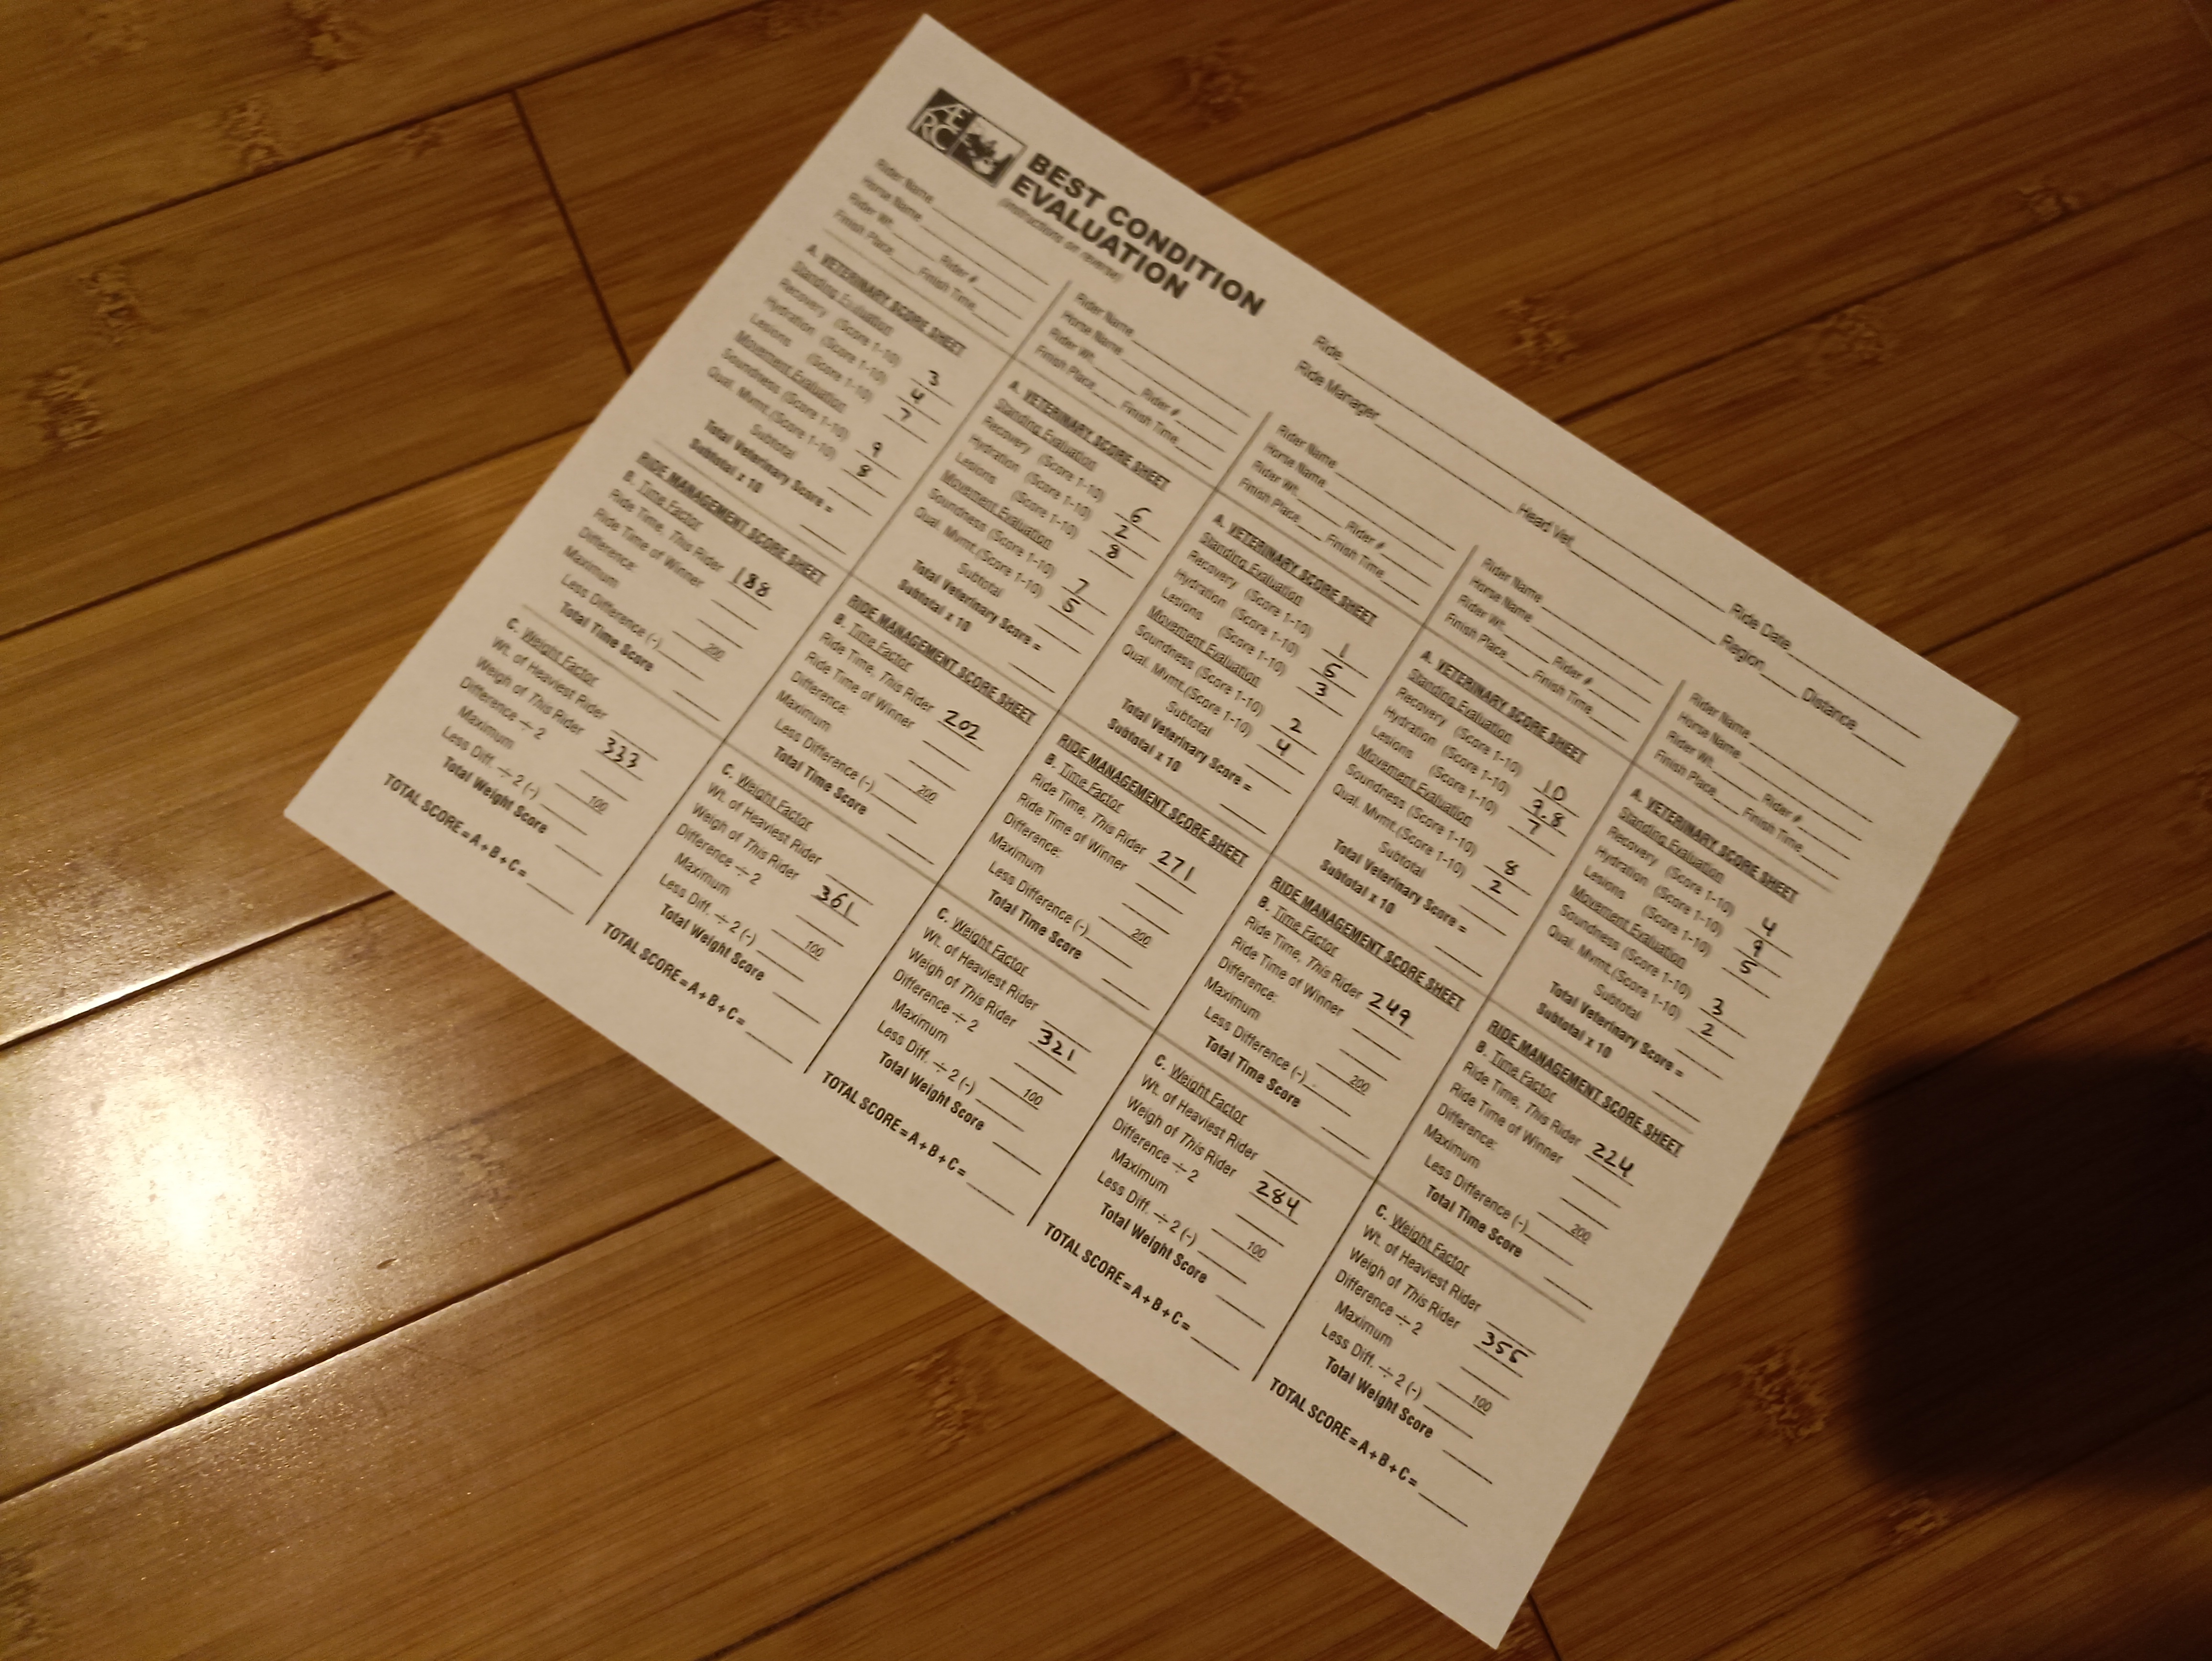 ÆRC
BEST CONDITION
EVALUATION
(instructions on reverse)
Ride
Ride Date
Ride Manager
Head Vet
Region
Distance
Rider Name
Horse Name
Rider Wt. Rider #
Finish Place Finish Time
A. VETERINARY SCORE SHEET
Standing Evaluation
Recovery (Score 1-10) 3
Hydration (Score 1-10) 4
Lesions (Score 1-10) 7
Movement Evaluation
Soundness (Score 1-10) 9
Qual. Mvmt.(Score 1-10) 8
Subtotal
Total Veterinary Score =
Subtotal x 10
RIDE MANAGEMENT SCORE SHEET
B. Time Factor
Ride Time, This Rider 188
Ride Time of Winner
Difference:
Maximum 200
Less Difference (-)
Total Time Score
C. Weight Factor
Wt. of Heaviest Rider
Weigh of This Rider 333
Difference ÷ 2
Maximum 100
Less Diff. ÷ 2 (-)
Total Weight Score
TOTAL SCORE = A + B + C =
Rider Name
Horse Name
Rider Wt. Rider #
Finish Place Finish Time
A. VETERINARY SCORE SHEET
Standing Evaluation
Recovery (Score 1-10) 6
Hydration (Score 1-10) 2
Lesions (Score 1-10) 8
Movement Evaluation
Soundness (Score 1-10) 7
Qual. Mvmt.(Score 1-10) 5
Subtotal
Total Veterinary Score =
Subtotal x 10
RIDE MANAGEMENT SCORE SHEET
B. Time Factor
Ride Time, This Rider 202
Ride Time of Winner
Difference:
Maximum 200
Less Difference (-)
Total Time Score
C. Weight Factor
Wt. of Heaviest Rider
Weigh of This Rider 361
Difference ÷ 2
Maximum 100
Less Diff. ÷ 2 (-)
Total Weight Score
TOTAL SCORE = A + B + C =
Rider Name
Horse Name
Rider Wt. Rider #
Finish Place Finish Time
A. VETERINARY SCORE SHEET
Standing Evaluation
Recovery (Score 1-10) 1
Hydration (Score 1-10) 5
Lesions (Score 1-10) 3
Movement Evaluation
Soundness (Score 1-10) 2
Qual. Mvmt.(Score 1-10) 4
Subtotal
Total Veterinary Score =
Subtotal x 10
RIDE MANAGEMENT SCORE SHEET
B. Time Factor
Ride Time, This Rider 271
Ride Time of Winner
Difference:
Maximum 200
Less Difference (-)
Total Time Score
C. Weight Factor
Wt. of Heaviest Rider
Weigh of This Rider 321
Difference ÷ 2
Maximum 100
Less Diff. ÷ 2 (-)
Total Weight Score
TOTAL SCORE = A + B + C =
Rider Name
Horse Name
Rider Wt. Rider #
Finish Place Finish Time
A. VETERINARY SCORE SHEET
Standing Evaluation
Recovery (Score 1-10) 10
Hydration (Score 1-10) 9.8
Lesions (Score 1-10) 7
Movement Evaluation
Soundness (Score 1-10) 8
Qual. Mvmt.(Score 1-10) 2
Subtotal
Total Veterinary Score =
Subtotal x 10
RIDE MANAGEMENT SCORE SHEET
B. Time Factor
Ride Time, This Rider 249
Ride Time of Winner
Difference:
Maximum 200
Less Difference (-)
Total Time Score
C. Weight Factor
Wt. of Heaviest Rider
Weigh of This Rider 284
Difference ÷ 2
Maximum 100
Less Diff. ÷ 2 (-)
Total Weight Score
TOTAL SCORE = A + B + C =
Rider Name
Horse Name
Rider Wt. Rider #
Finish Place Finish Time
A. VETERINARY SCORE SHEET
Standing Evaluation
Recovery (Score 1-10) 4
Hydration (Score 1-10) 9
Lesions (Score 1-10) 5
Movement Evaluation
Soundness (Score 1-10) 3
Qual. Mvmt.(Score 1-10) 2
Subtotal
Total Veterinary Score =
Subtotal x 10
RIDE MANAGEMENT SCORE SHEET
B. Time Factor
Ride Time, This Rider 224
Ride Time of Winner
Difference:
Maximum 200
Less Difference (-)
Total Time Score
C. Weight Factor
Wt. of Heaviest Rider
Weigh of This Rider 355
Difference ÷ 2
Maximum 100
Less Diff. ÷ 2 (-)
Total Weight Score
TOTAL SCORE = A + B + C =